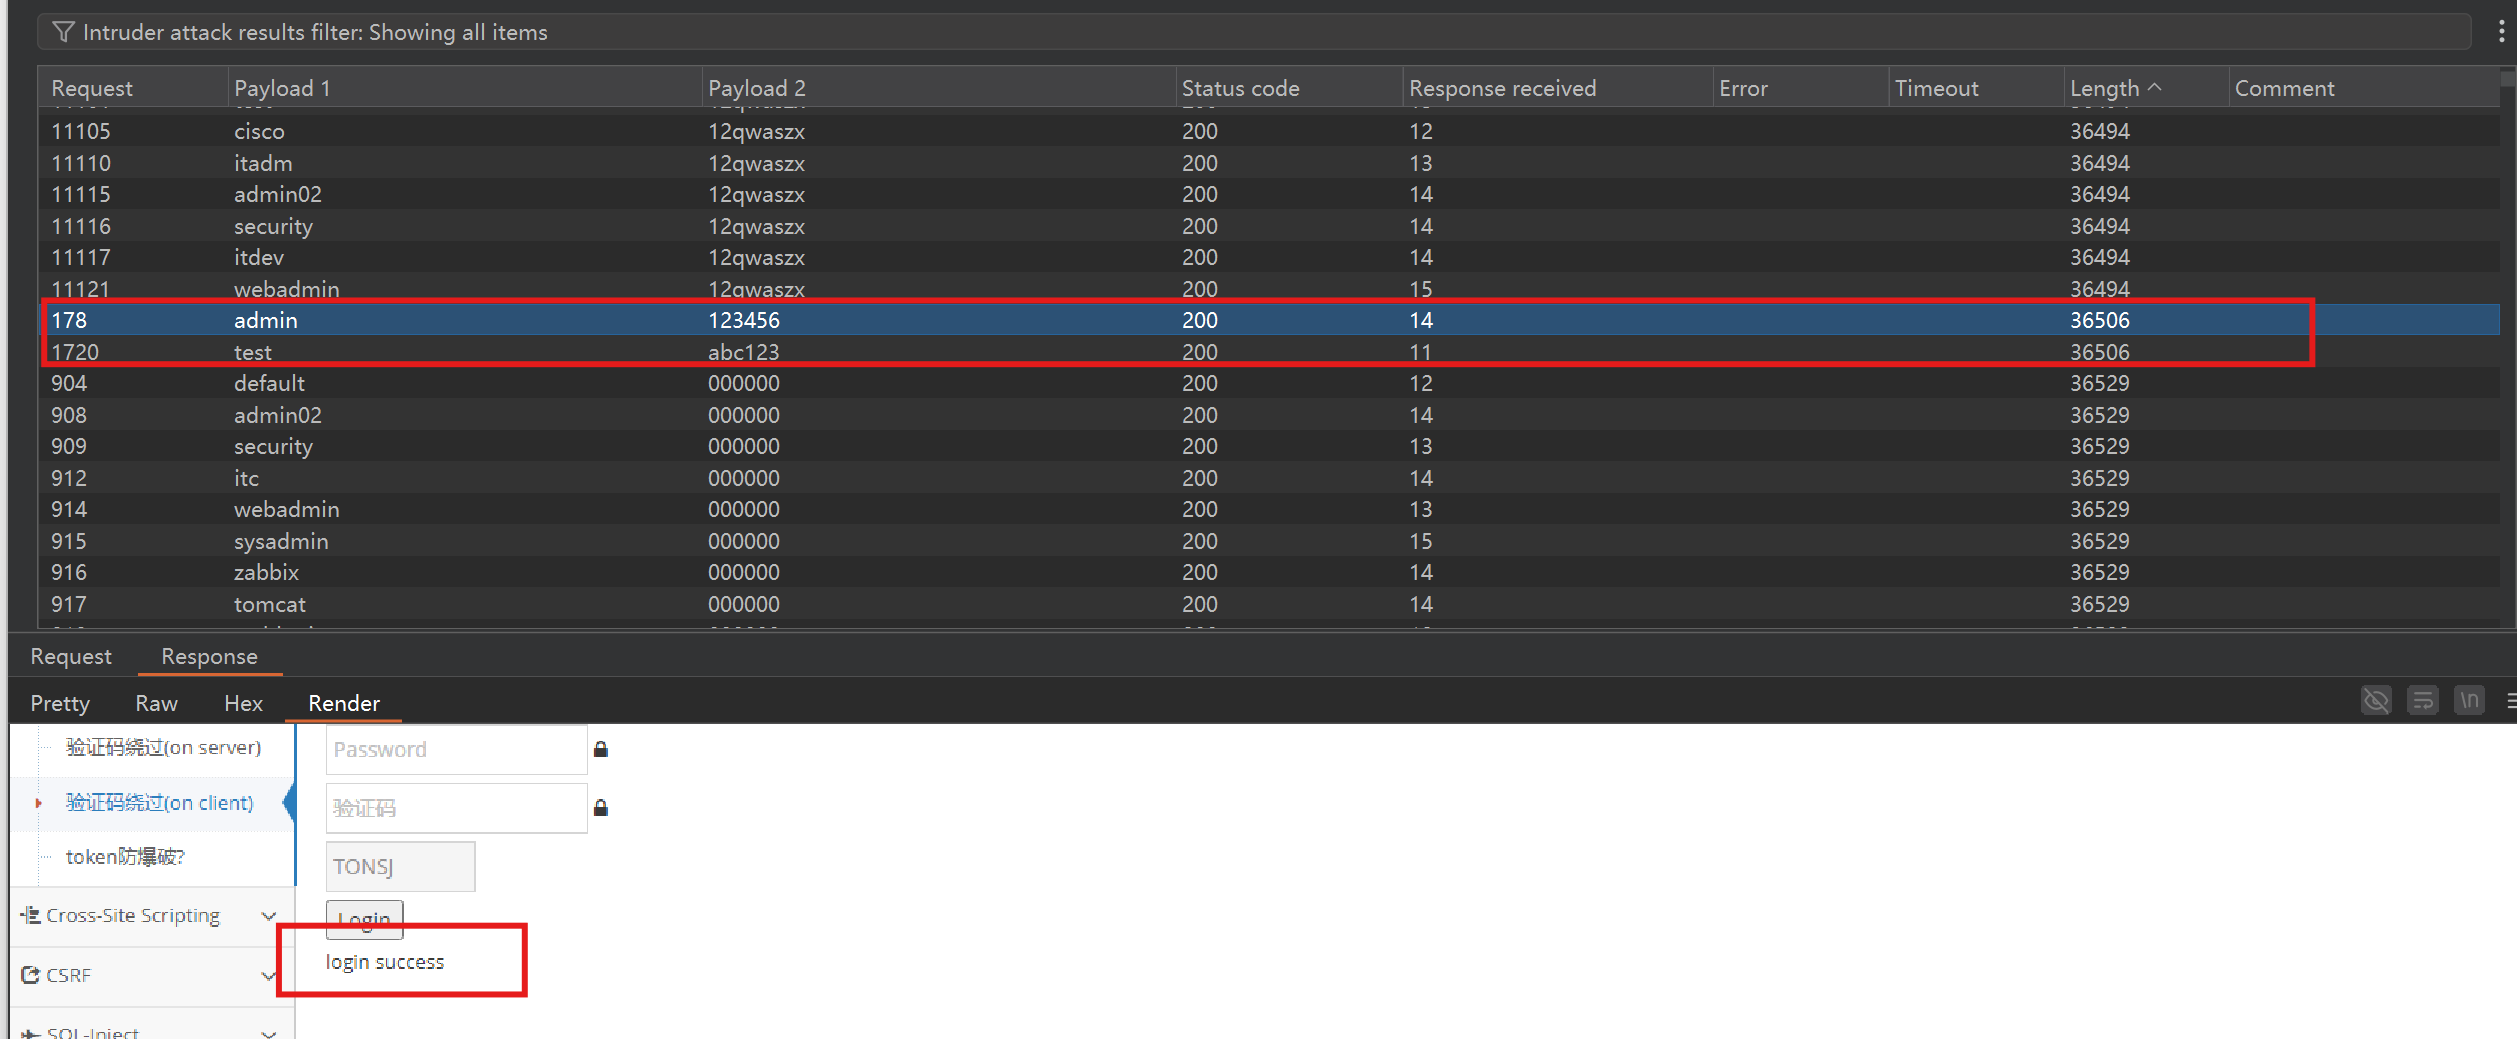 Intruder attack results filter: Showing all items
Request Payload 1 Payload 2 Status code Response received Error Timeout Length Comment
11105 cisco 12qwaszx 200 12 36494
11110 itadm 12qwaszx 200 13 36494
11115 admin02 12qwaszx 200 14 36494
11116 security 12qwaszx 200 14 36494
11117 itdev 12qwaszx 200 14 36494
11121 webadmin 12qwaszx 200 15 36494
178 admin 123456 200 14 36506
1720 test abc123 200 11 36506
904 default 000000 200 12 36529
908 admin02 000000 200 14 36529
909 security 000000 200 13 36529
912 itc 000000 200 14 36529
914 webadmin 000000 200 13 36529
915 sysadmin 000000 200 15 36529
916 zabbix 000000 200 14 36529
917 tomcat 000000 200 14 36529
Request Response
Pretty Raw Hex Render
\n
验证码绕过(on server)
验证码绕过(on client)
token防爆破?
Cross-Site Scripting
CSRF
SQL-Inject
Password
验证码
TONSJ
Login
login success